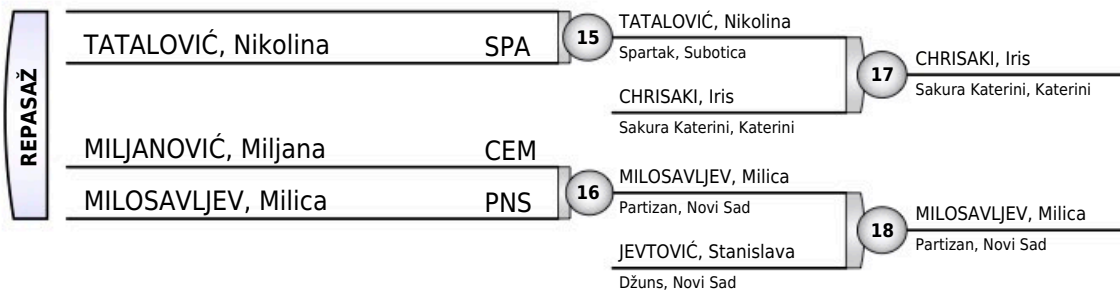 REPASAŽ
TATALOVIĆ, Nikolina SPA
MILJANOVIĆ, Miljana CEM
MILOSAVLJEV, Milica PNS
15
TATALOVIĆ, Nikolina
Spartak, Subotica
CHRISAKI, Iris
Sakura Katerini, Katerini
16
MILOSAVLJEV, Milica
Partizan, Novi Sad
JEVTOVIĆ, Stanislava
Džuns, Novi Sad
17
CHRISAKI, Iris
Sakura Katerini, Katerini
18
MILOSAVLJEV, Milica
Partizan, Novi Sad